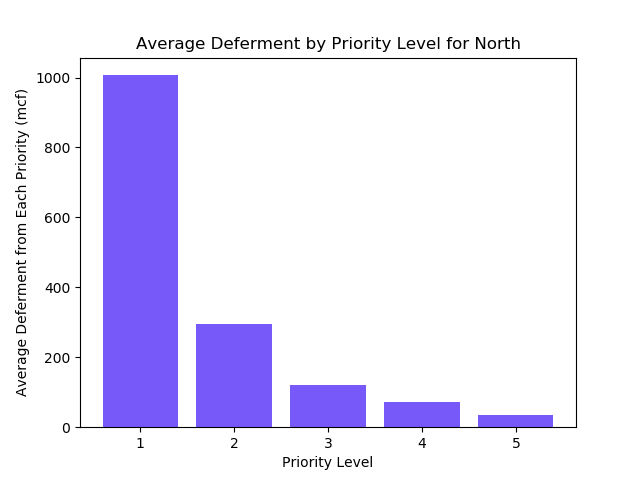 Average Deferment by Priority Level for North
Average Deferment from Each Priority (mcf)
1000
800
600
400
200
0
1 2 3 4 5
Priority Level